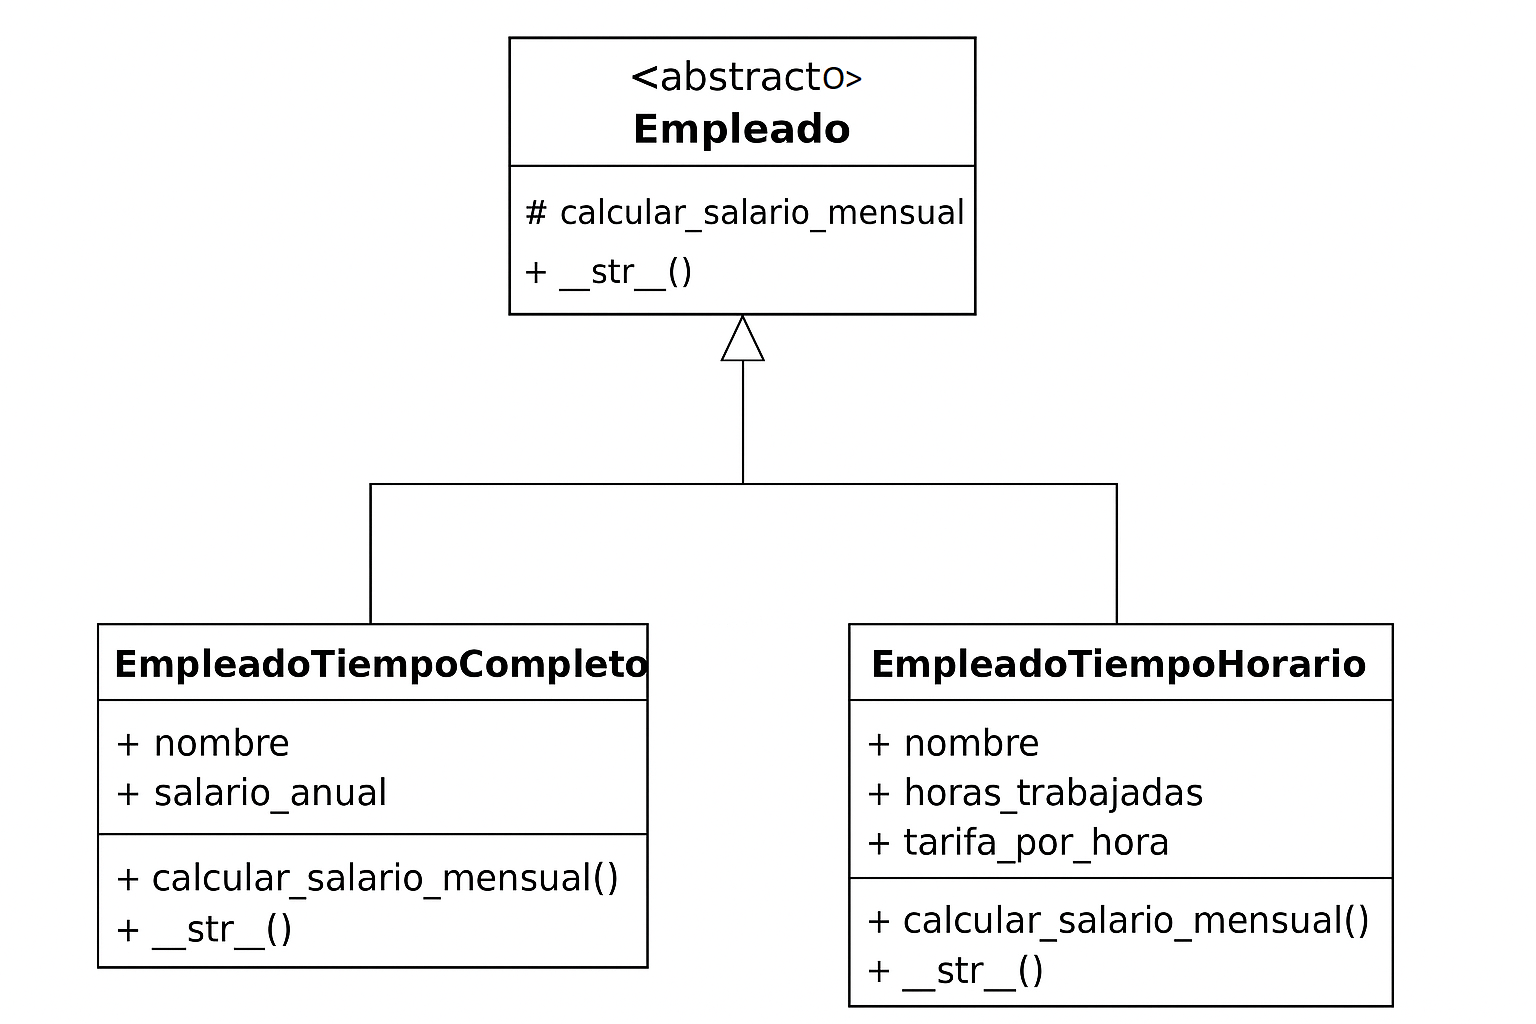 <abstractO>
Empleado
# calcular_salario_mensual
+ __str__()
EmpleadoTiempoCompleto
+ nombre
+ salario_anual
+ calcular_salario_mensual()
+ __str__()
EmpleadoTiempoHorario
+ nombre
+ horas_trabajadas
+ tarifa_por_hora
+ calcular_salario_mensual()
+ __str__()